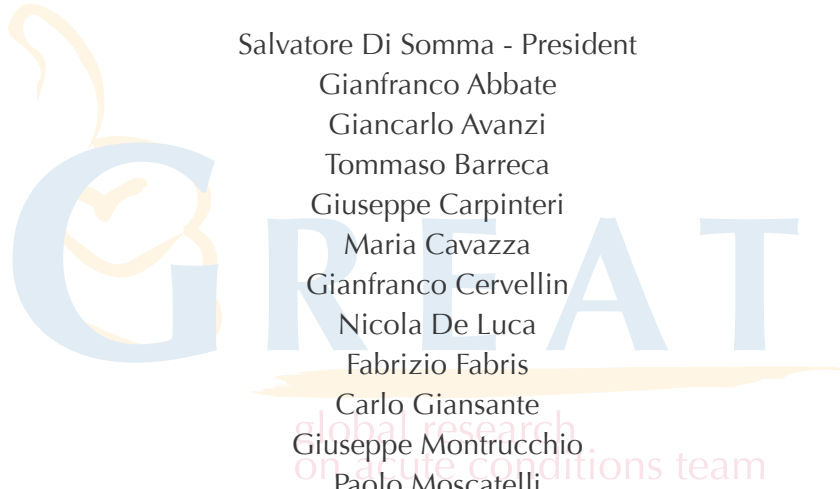 Salvatore Di Somma - President
Gianfranco Abbate
Giancarlo Avanzi
Tommaso Barreca
Giuseppe Carpinteri
Maria Cavazza
Gianfranco Cervellin
Nicola De Luca
Fabrizio Fabris
Carlo Giansante
Giuseppe Montrucchio
Paolo Moscatelli
GREAT
global research
on acute conditions team